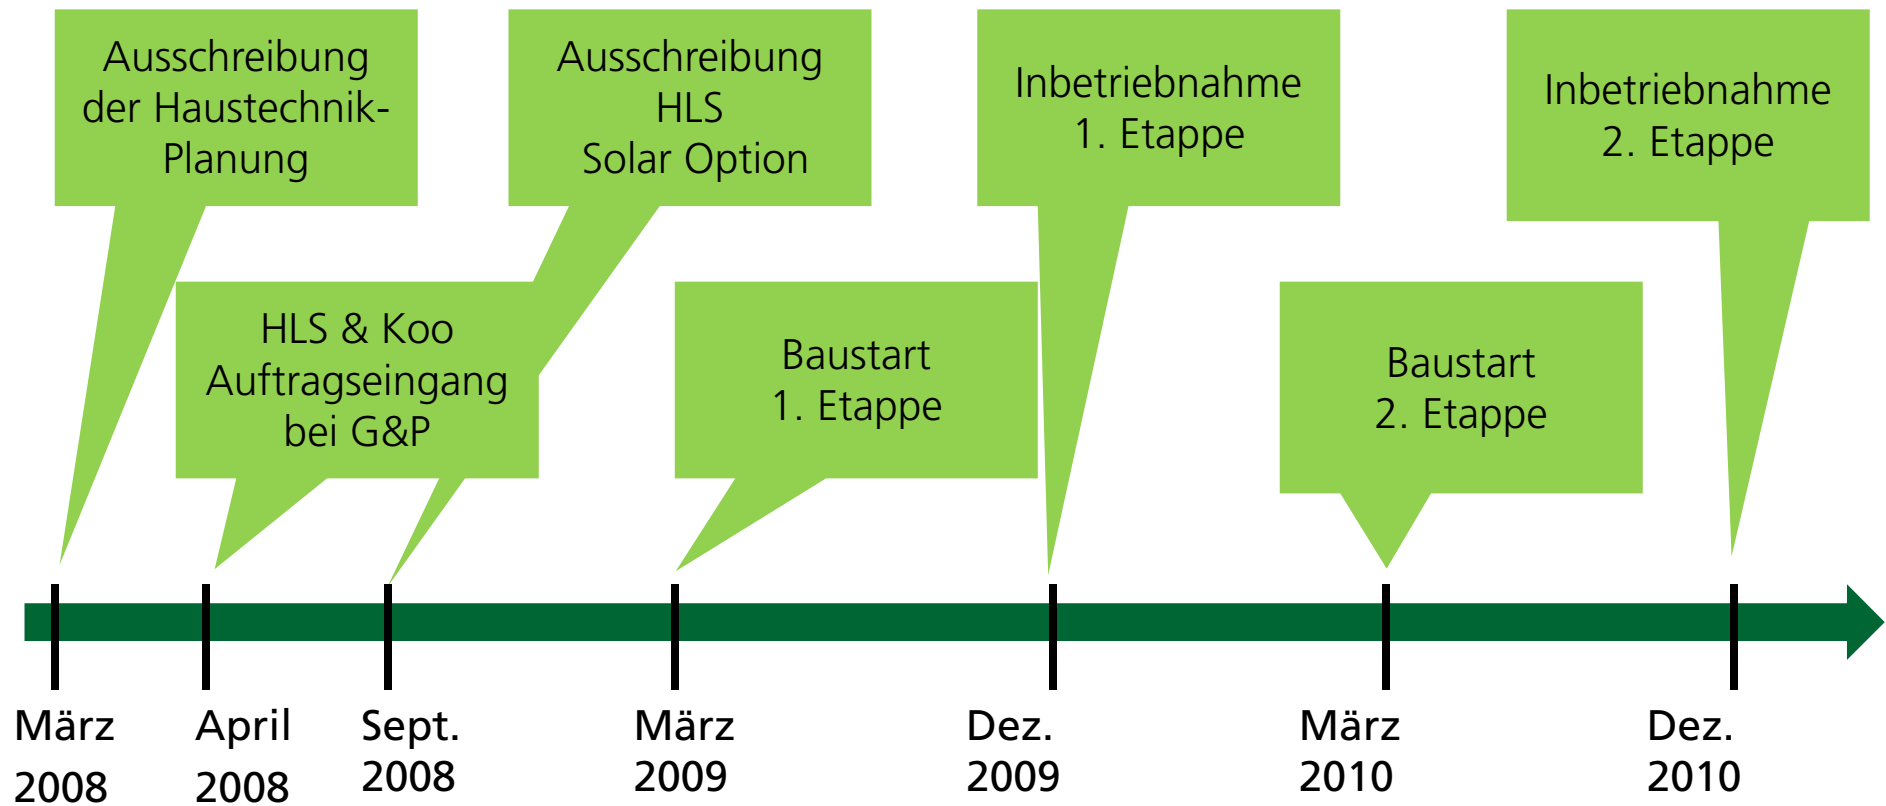 Ausschreibung
der Haustechnik-
Planung
Ausschreibung
HLS
Solar Option
Inbetriebnahme
1. Etappe
Inbetriebnahme
2. Etappe
HLS & Koo
Auftragseingang
bei G&P
Baustart
1. Etappe
Baustart
2. Etappe
März
2008
April
2008
Sept.
2008
März
2009
Dez.
2009
März
2010
Dez.
2010